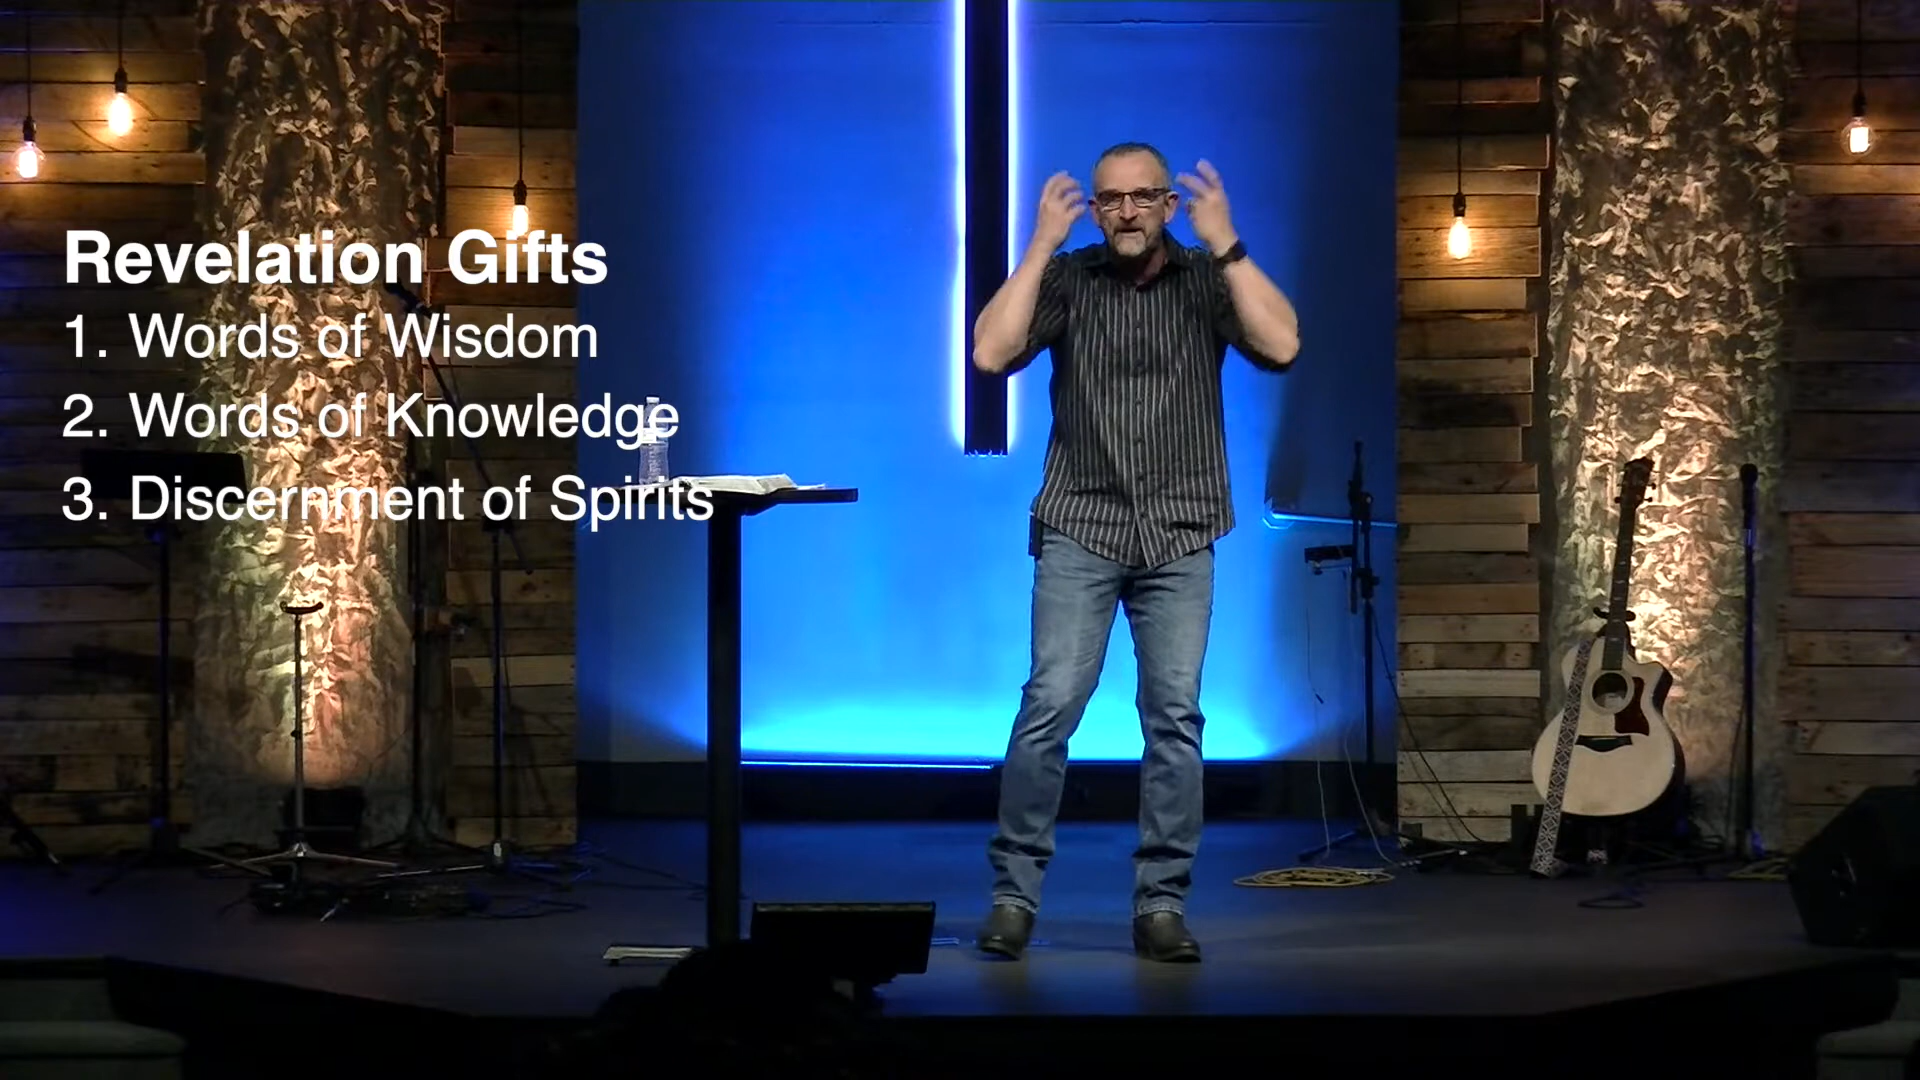 Revelation Gifts
1. Words of Wisdom
2. Words of Knowledge
3. Discernment of Spirits